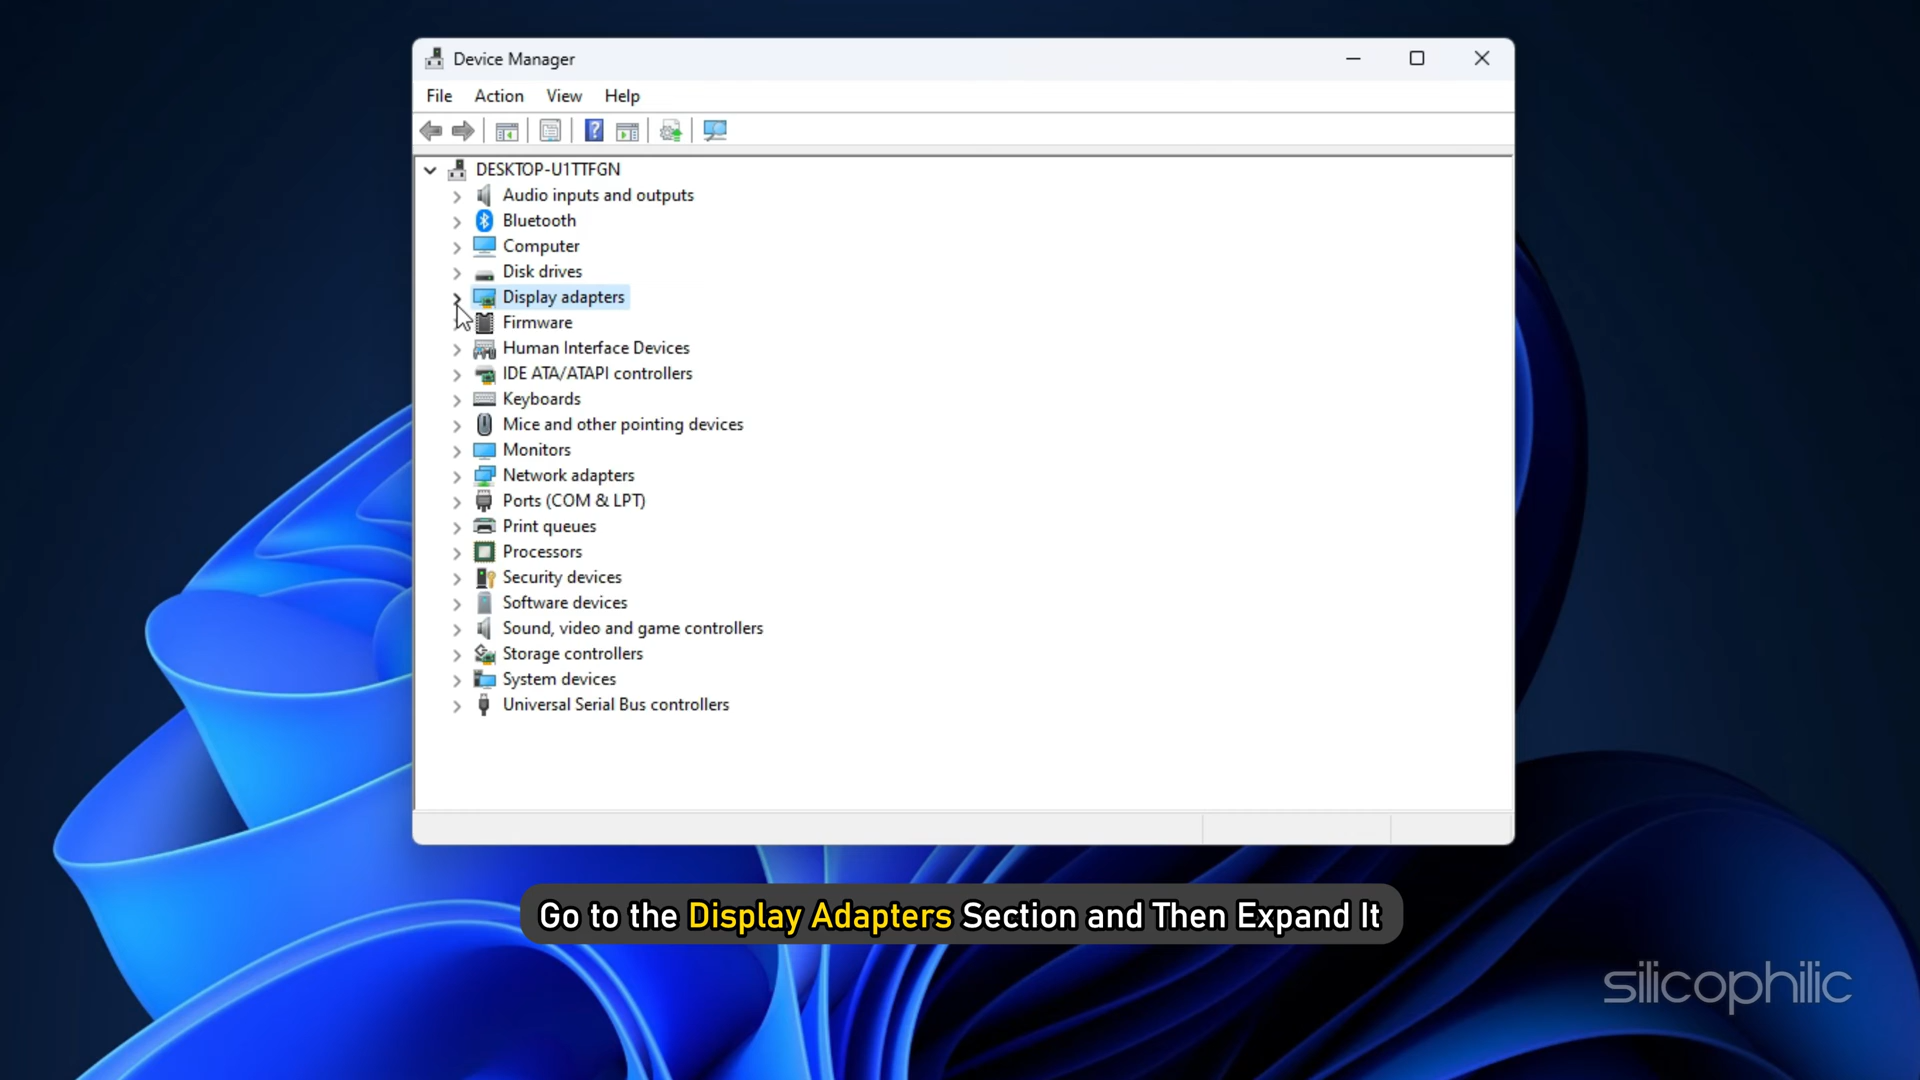 Device Manager
File Action View Help
DESKTOP-U1TTFGN
Audio inputs and outputs
Bluetooth
Computer
Disk drives
Display adapters
Firmware
Human Interface Devices
IDE ATA/ATAPI controllers
Keyboards
Mice and other pointing devices
Monitors
Network adapters
Ports (COM & LPT)
Print queues
Processors
Security devices
Software devices
Sound, video and game controllers
Storage controllers
System devices
Universal Serial Bus controllers
Go to the Display Adapters Section and Then Expand It
silicophilic